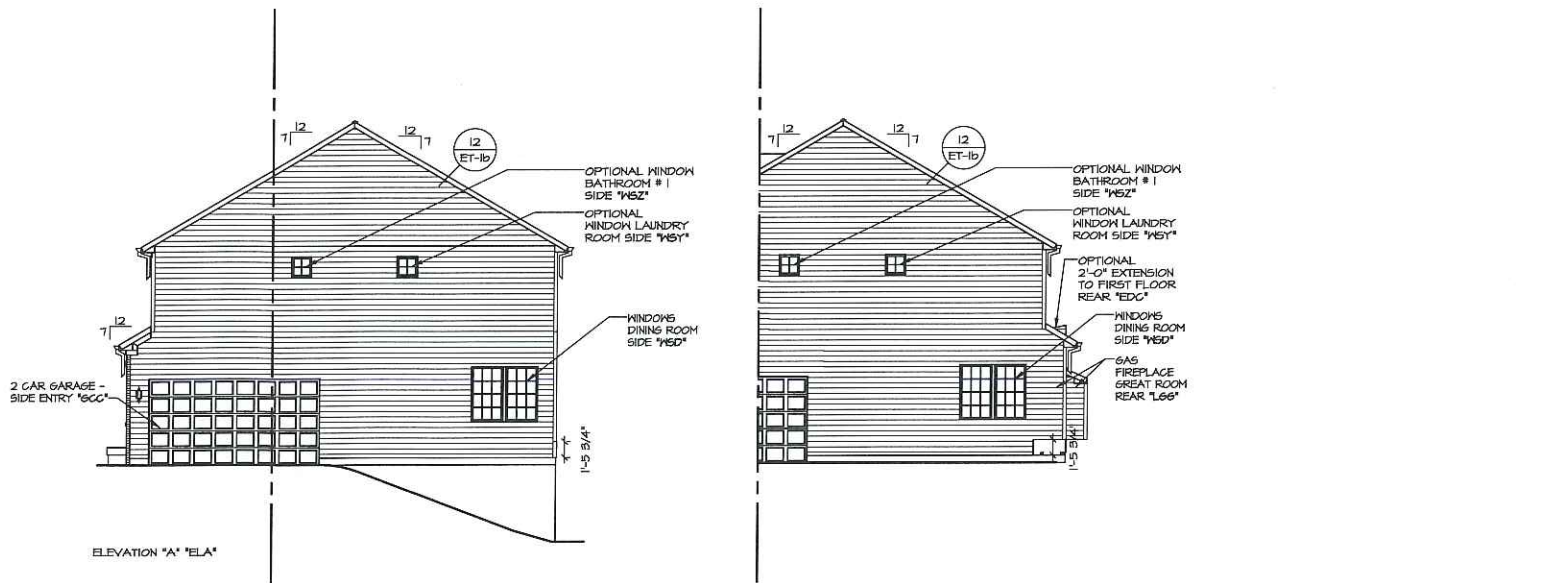 12
7
12
7
12
ET-1b
OPTIONAL WINDOW
BATHROOM # 1
SIDE "WSZ"
OPTIONAL
WINDOW LAUNDRY
ROOM SIDE "WSY"
12
7
WINDOWS
DINING ROOM
SIDE "WSD"
2 CAR GARAGE -
SIDE ENTRY "GCC"
1'-5 3/4"
ELEVATION "A" "ELA"
12
7
12
7
12
ET-1b
OPTIONAL WINDOW
BATHROOM # 1
SIDE "WSZ"
OPTIONAL
WINDOW LAUNDRY
ROOM SIDE "WSY"
OPTIONAL
2'-0" EXTENSION
TO FIRST FLOOR
REAR "EDC"
WINDOWS
DINING ROOM
SIDE "WSD"
GAS
FIREPLACE
GREAT ROOM
REAR "LGG"
1'-5 3/4"